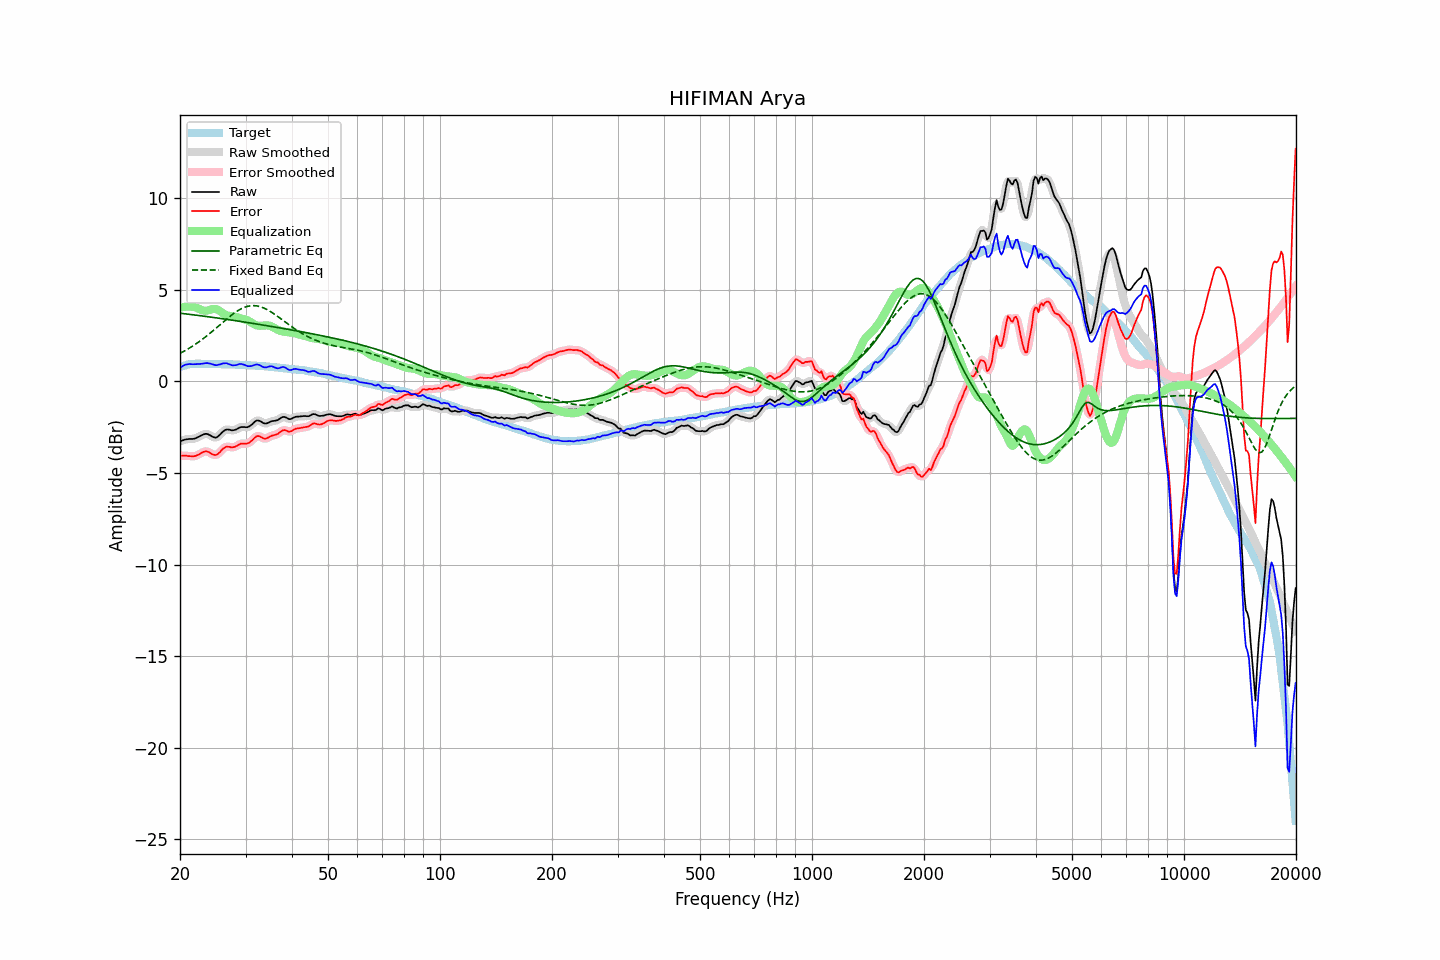 HIFIMAN Arya
Target
Raw Smoothed
Error Smoothed
Raw
Error
Equalization
Parametric Eq
Fixed Band Eq
Equalized
10
5
0
−5
−10
−15
−20
−25
Amplitude (dBr)
20 50 100 200 500 1000 2000 5000 10000 20000
Frequency (Hz)